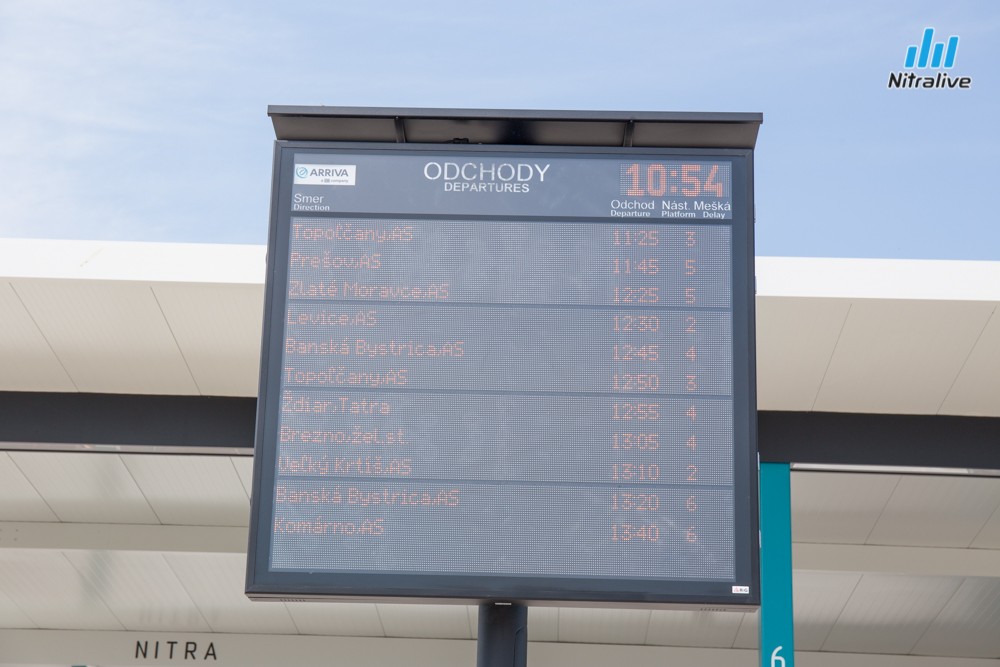 Nitralive
ARRIVA
ODCHODY
DEPARTURES
10:54
Smer
Direction
Odchod Nást. Mešká
Departure Platform Delay
Topoľčany,AS 11:25 3
Prešov,AS 11:45 5
Zlaté Moravce,AS 12:25 5
Levice,AS 12:30 2
Banská Bystrica,AS 12:45 4
Topoľčany,AS 12:50 3
Ždiar,Tatra 12:55 4
Brezno,žel.st. 13:05 4
Veľký Krtíš,AS 13:10 2
Banská Bystrica,AS 13:20 6
Komárno,AS 13:40 6
NITRA
6